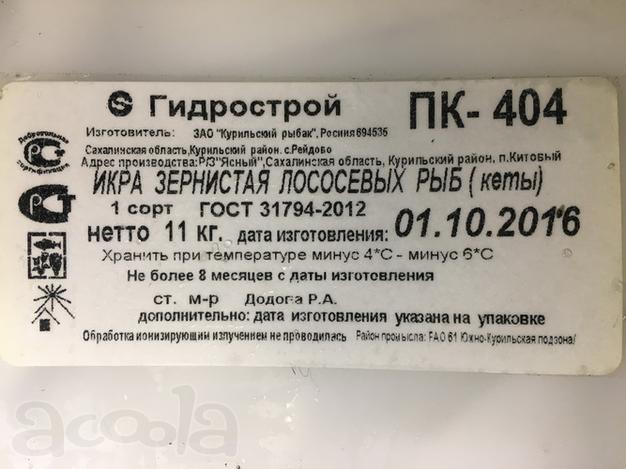 Гидрострой ПК- 404
Изготовитель: ЗАО "Курильский рыбак", Россия 694535
Сахалинская область, Курильский район. с.Рейдово
Адрес производства: Р/З "Ясный", Сахалинская область, Курильский район, п.Китовый
ИКРА ЗЕРНИСТАЯ ЛОСОСЕВЫХ РЫБ (кеты)
1 сорт ГОСТ 31794-2012
нетто 11 кг. дата изготовления: 01.10.2016
Хранить при температуре минус 4*С - минус 6*С
Не более 8 месяцев с даты изготовления
ст. м-р Додога Р.А.
дополнительно: дата изготовления указана на упаковке
Обработка ионизирующим излучением не проводилась Район промысла: FAO 61 Южно-Курильская подзона/
Добровольная
сертификация
acoola